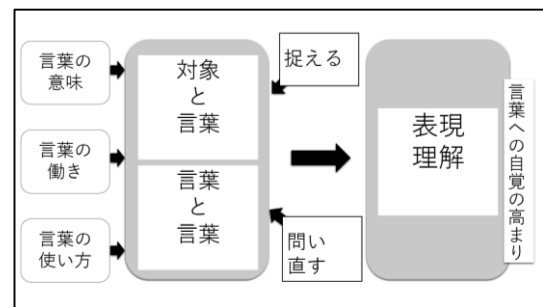 言葉の
意味
言葉の
働き
言葉の
使い方
対象
と
言葉
言葉
と
言葉
捉える
問い
直す
表現
理解
言葉への自覚の高まり